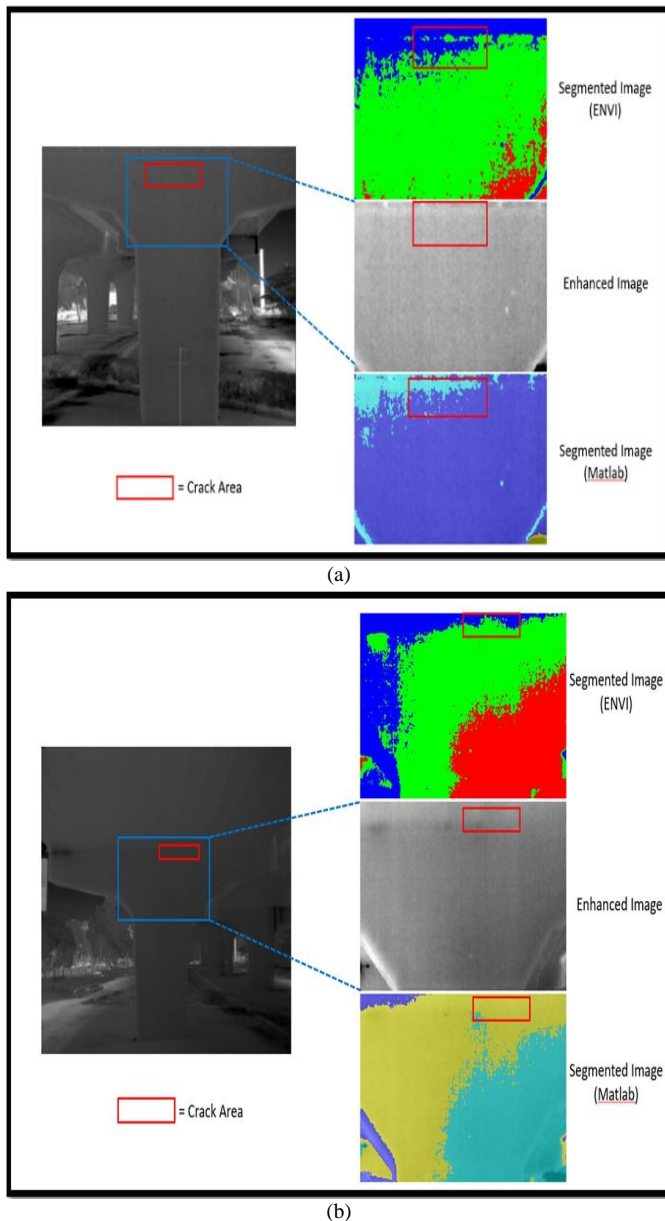 Segmented Image
(ENVI)
Enhanced Image
Segmented Image
(Matlab)
= Crack Area
(a)
Segmented Image
(ENVI)
Enhanced Image
Segmented Image
(Matlab)
= Crack Area
(b)